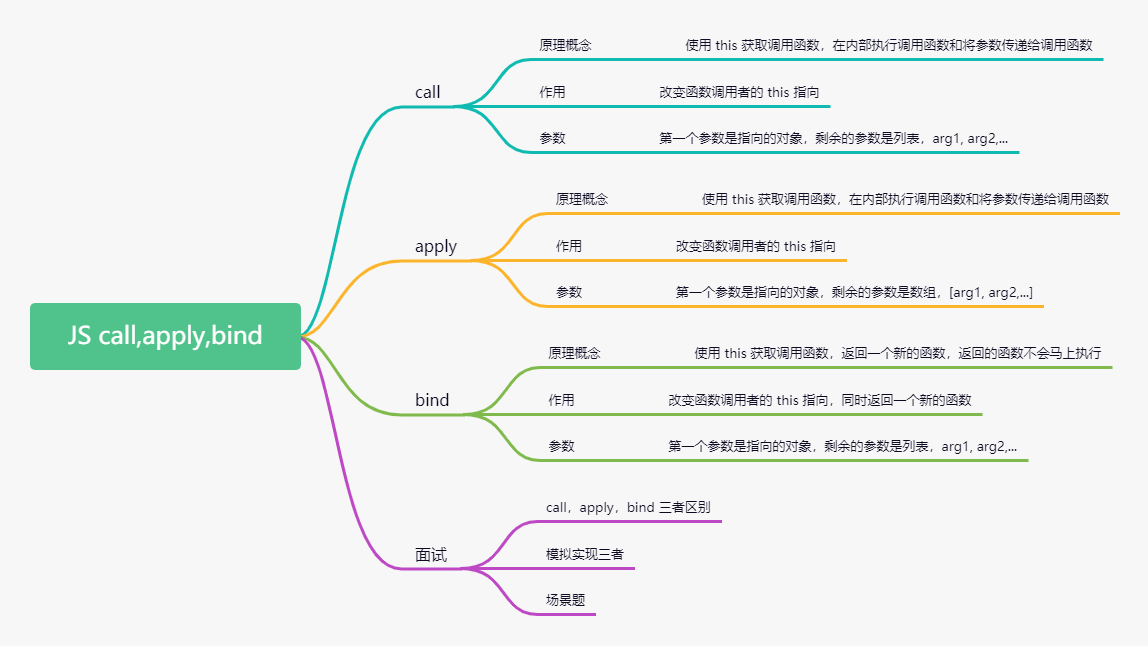 JS call,apply,bind
call
原理概念 使用 this 获取调用函数，在内部执行调用函数和将参数传递给调用函数
作用 改变函数调用者的 this 指向
参数 第一个参数是指向的对象，剩余的参数是列表，arg1, arg2,...
apply
原理概念 使用 this 获取调用函数，在内部执行调用函数和将参数传递给调用函数
作用 改变函数调用者的 this 指向
参数 第一个参数是指向的对象，剩余的参数是数组，[arg1, arg2,...]
bind
原理概念 使用 this 获取调用函数，返回一个新的函数，返回的函数不会马上执行
作用 改变函数调用者的 this 指向，同时返回一个新的函数
参数 第一个参数是指向的对象，剩余的参数是列表，arg1, arg2,...
面试
call，apply，bind 三者区别
模拟实现三者
场景题